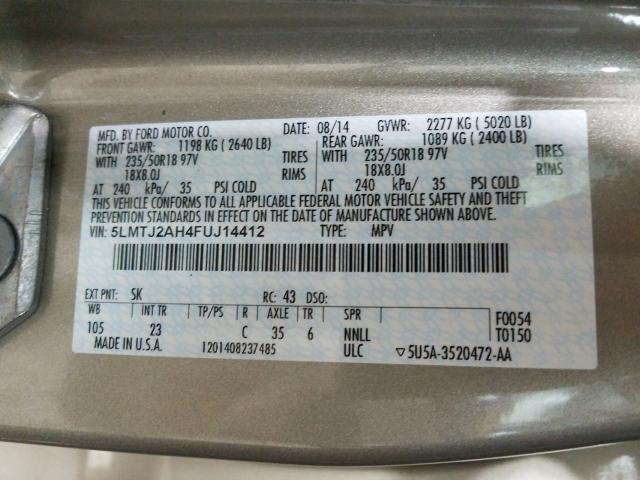 MFD. BY FORD MOTOR CO. DATE: 08/14 GVWR: 2277 KG ( 5020 LB)
FRONT GAWR: 1198 KG ( 2640 LB) REAR GAWR: 1089 KG ( 2400 LB)
WITH 235/50R18 97V TIRES WITH 235/50R18 97V TIRES
18X8.0J RIMS 18X8.0J RIMS
AT 240 kPa/ 35 PSI COLD AT 240 kPa/ 35 PSI COLD
THIS VEHICLE CONFORMS TO ALL APPLICABLE FEDERAL MOTOR VEHICLE SAFETY AND THEFT
PREVENTION STANDARDS IN EFFECT ON THE DATE OF MANUFACTURE SHOWN ABOVE.
VIN: 5LMTJ2AH4FUJ14412 TYPE: MPV
EXT PNT: SK RC: 43 DSO:
WB INT TR TP/PS R AXLE TR SPR F0054
105 23 C 35 6 NNLL T0150
MADE IN U.S.A. 1201408237485 ULC ▽5U5A-3520472-AA